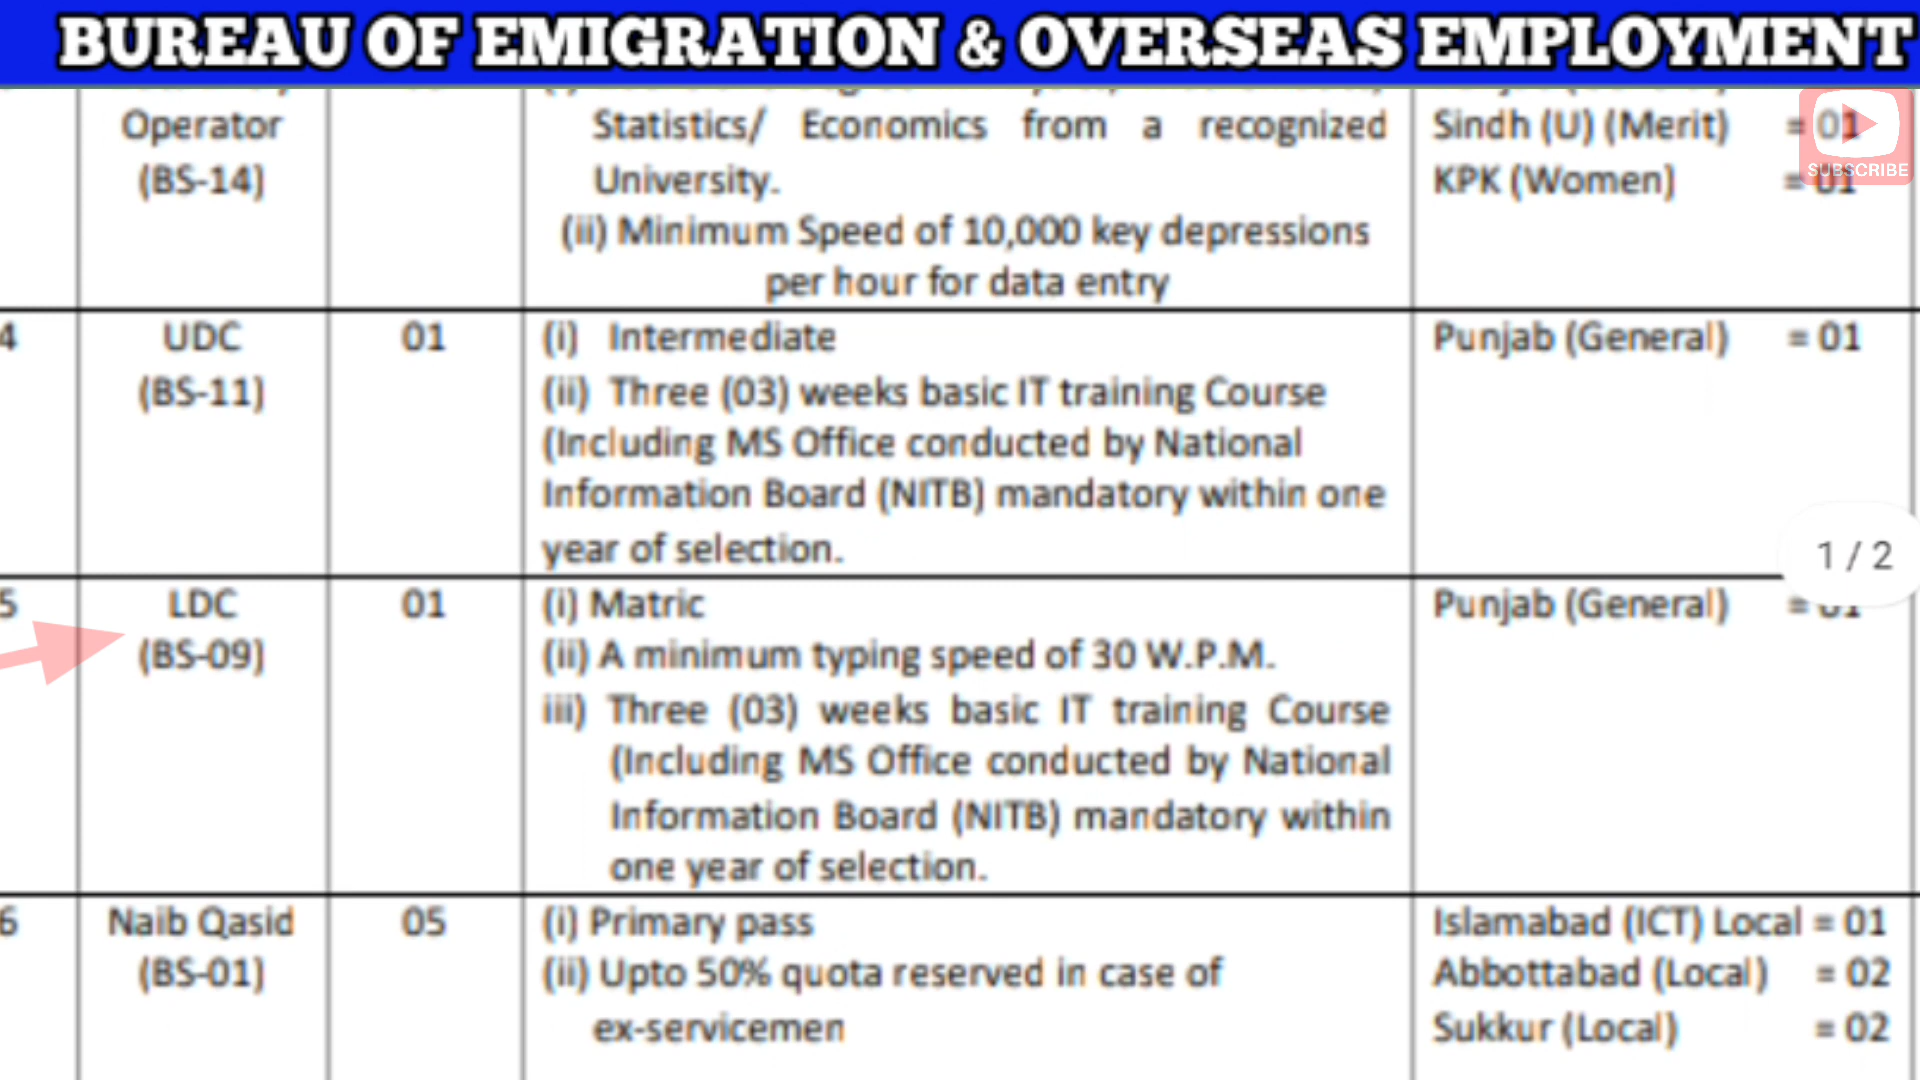 BUREAU OF EMIGRATION & OVERSEAS EMPLOYMENT
Operator
(BS-14)
Statistics/ Economics from a recognized
University.
(ii) Minimum Speed of 10,000 key depressions
per hour for data entry
Sindh (U) (Merit) = 01
KPK (Women) = 01
SUBSCRIBE
4
UDC
(BS-11)
01
(i) Intermediate
(ii) Three (03) weeks basic IT training Course
(Including MS Office conducted by National
Information Board (NITB) mandatory within one
year of selection.
Punjab (General) = 01
1 / 2
5
LDC
(BS-09)
01
(i) Matric
(ii) A minimum typing speed of 30 W.P.M.
iii) Three (03) weeks basic IT training Course
(Including MS Office conducted by National
Information Board (NITB) mandatory within
one year of selection.
Punjab (General) = 01
6
Naib Qasid
(BS-01)
05
(i) Primary pass
(ii) Upto 50% quota reserved in case of
ex-servicemen
Islamabad (ICT) Local = 01
Abbottabad (Local) = 02
Sukkur (Local) = 02